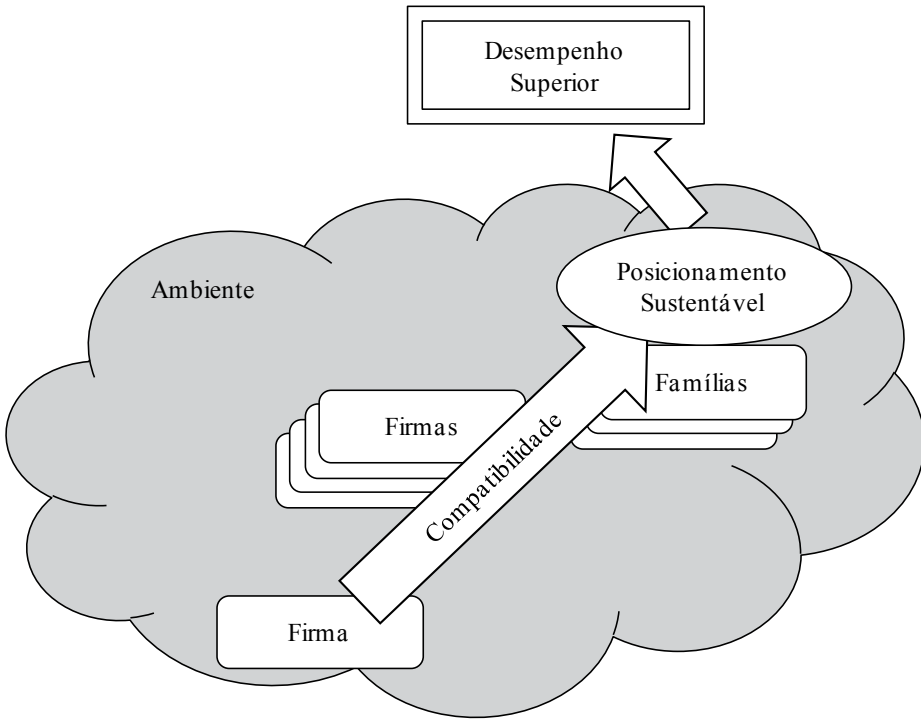 Desempenho
Superior
Ambiente
Posicionamento
Sustentável
Famílias
Firmas
Compatibilidade
Firma